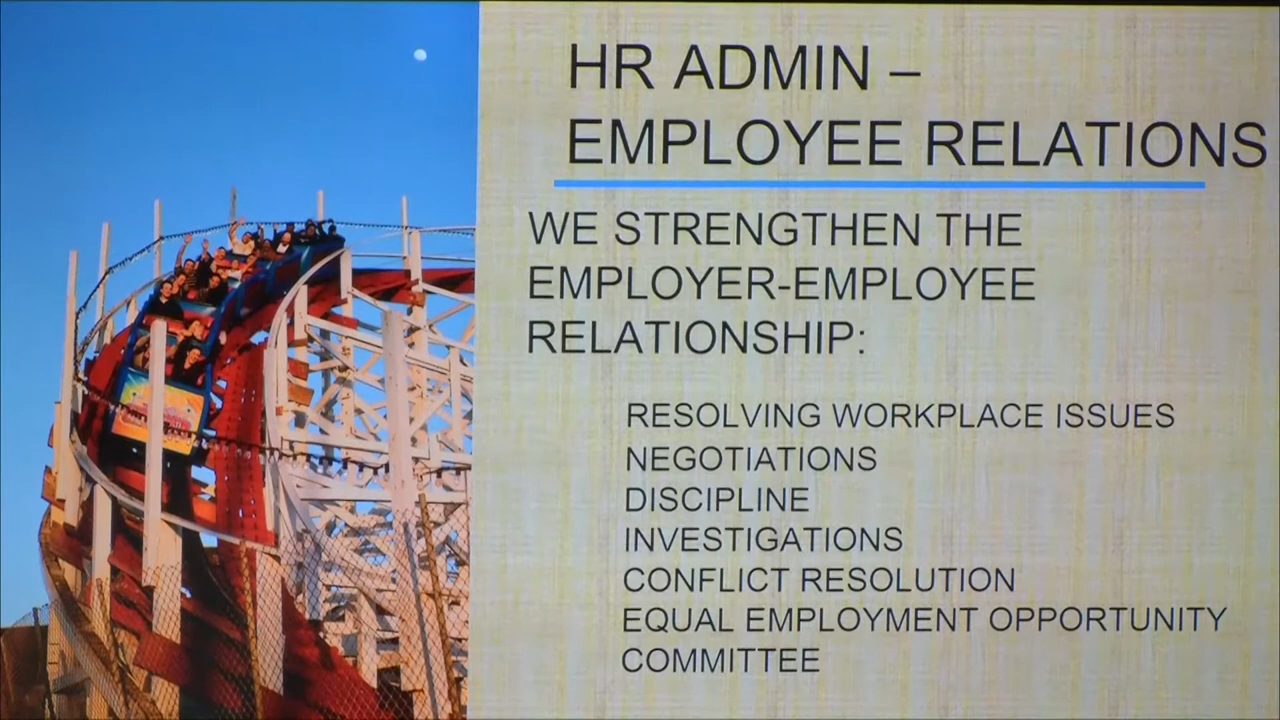 HR ADMIN –
EMPLOYEE RELATIONS
WE STRENGTHEN THE
EMPLOYER-EMPLOYEE
RELATIONSHIP:
RESOLVING WORKPLACE ISSUES
NEGOTIATIONS
DISCIPLINE
INVESTIGATIONS
CONFLICT RESOLUTION
EQUAL EMPLOYMENT OPPORTUNITY
COMMITTEE